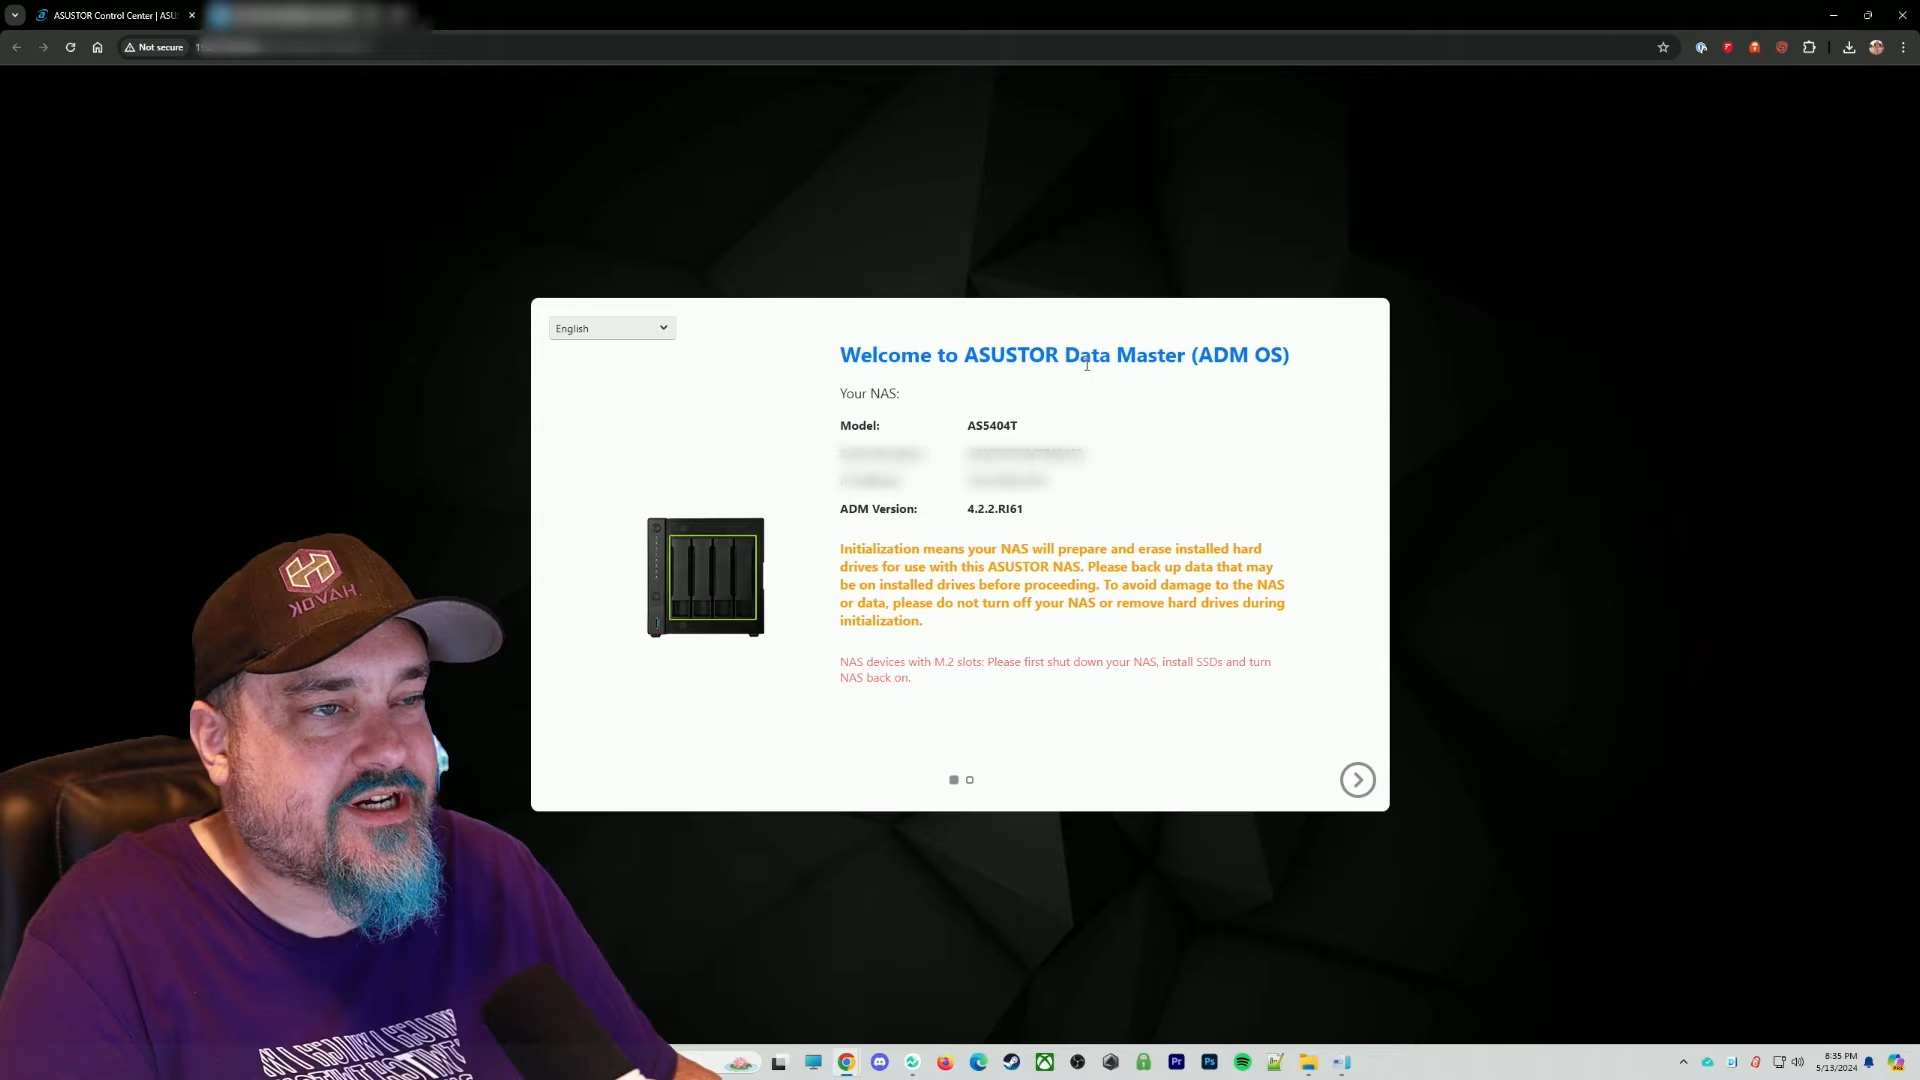 ASUSTOR Control Center | ASU
Not secure
English
Welcome to ASUSTOR Data Master (ADM OS)
Your NAS:
Model: AS5404T
ADM Version: 4.2.2.RI61
Initialization means your NAS will prepare and erase installed hard
drives for use with this ASUSTOR NAS. Please back up data that may
be on installed drives before proceeding. To avoid damage to the NAS
or data, please do not turn off your NAS or remove hard drives during
initialization.
NAS devices with M.2 slots: Please first shut down your NAS, install SSDs and turn
NAS back on.
HAVOK
Pr
Ps
8:35 PM
5/13/2024
PRE